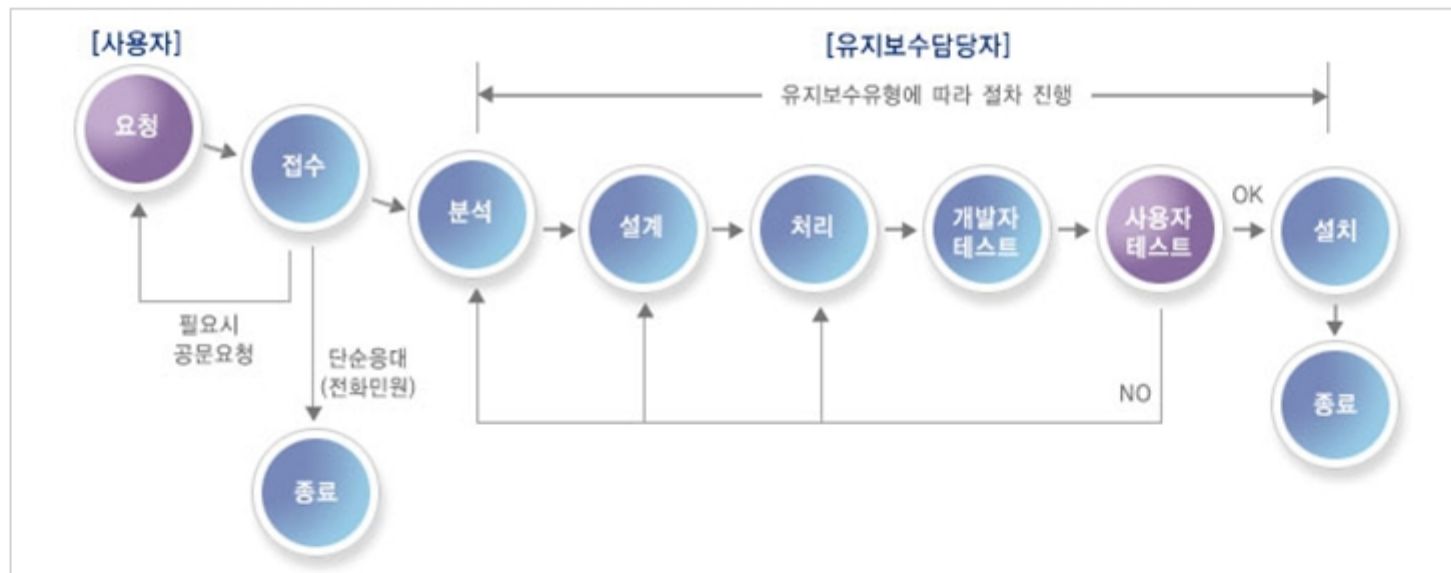 [사용자]
[유지보수담당자]
유지보수유형에 따라 절차 진행
요청
접수
분석
설계
처리
개발자
테스트
사용자
테스트
OK
설치
필요시
공문요청
단순응대
(전화민원)
NO
종료
종료